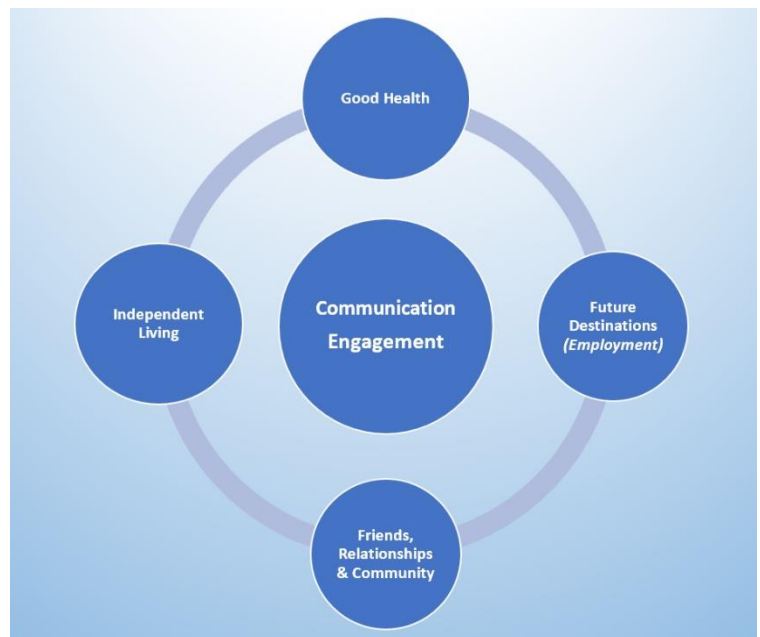 Good Health
Independent
Living
Communication
Engagement
Future
Destinations
(Employment)
Friends,
Relationships
& Community